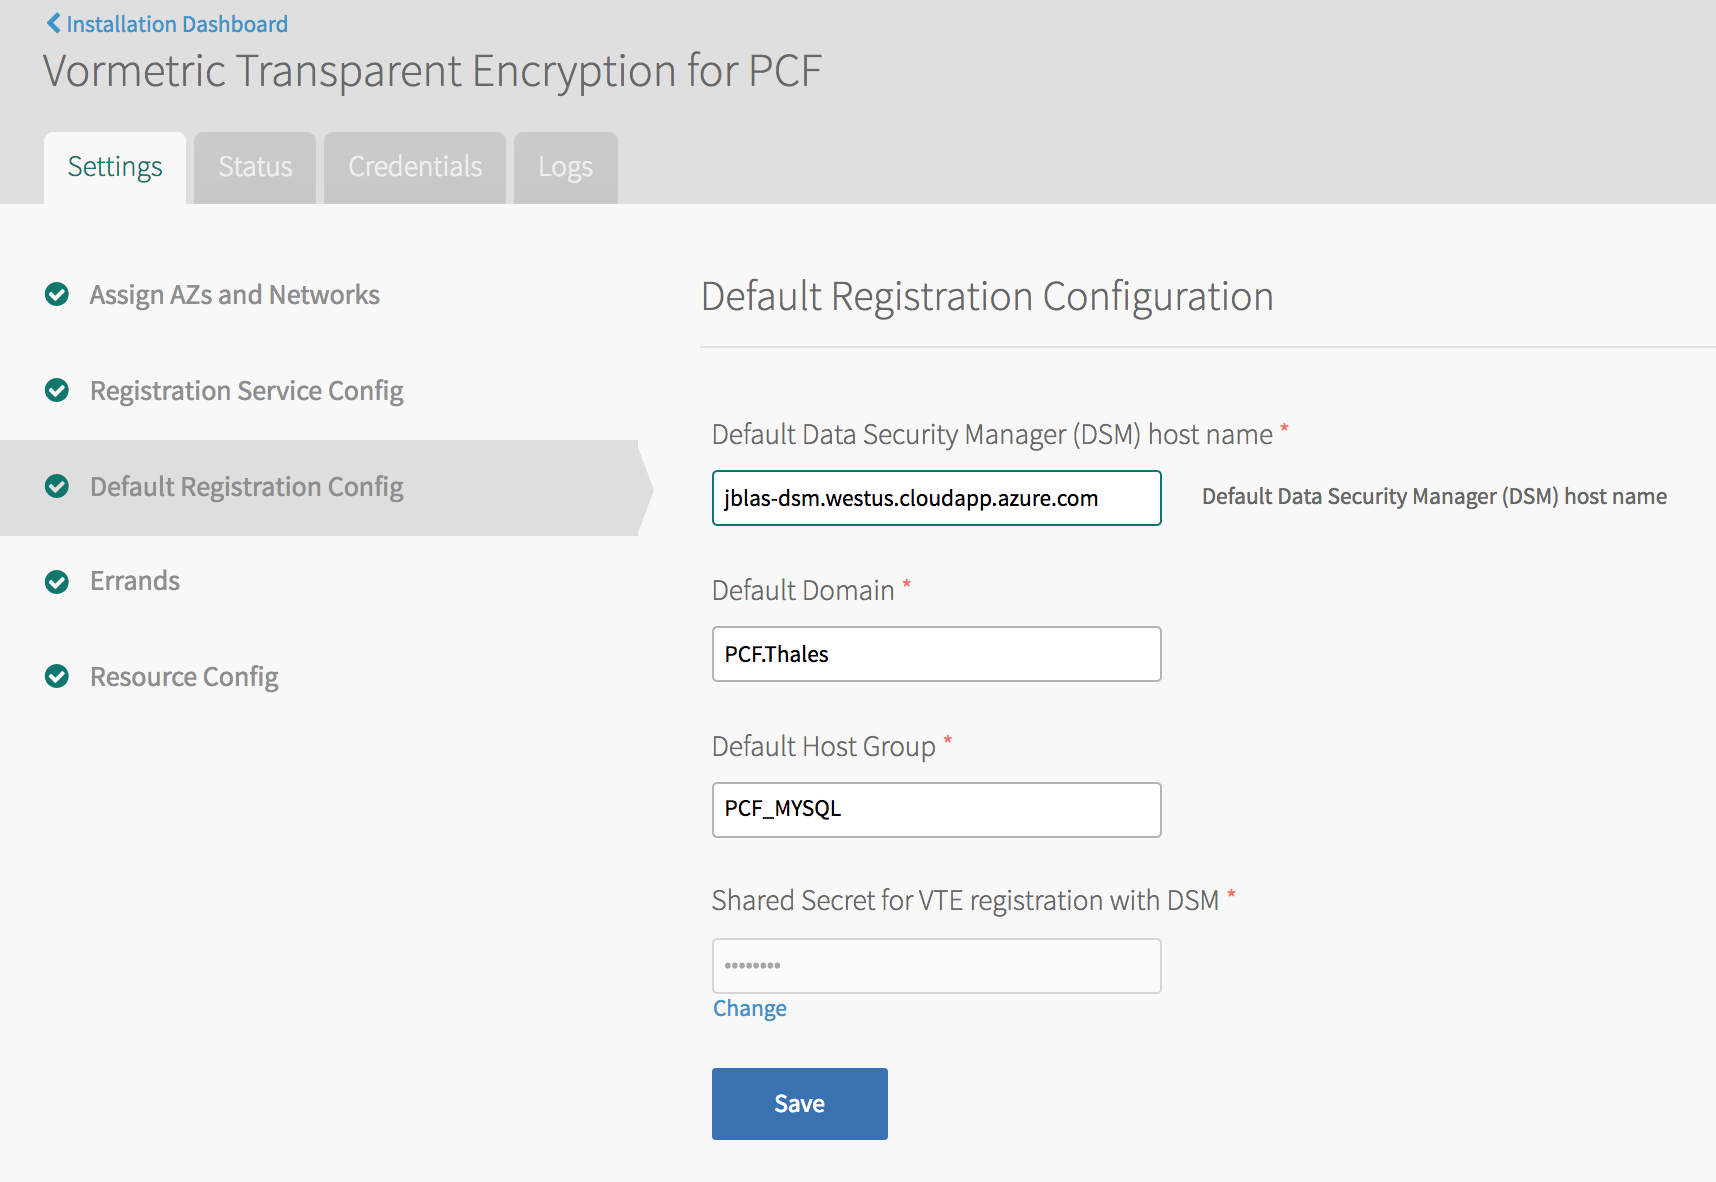 Installation Dashboard
Vormetric Transparent Encryption for PCF
Settings Status Credentials Logs
Assign AZs and Networks
Registration Service Config
Default Registration Config
Errands
Resource Config
Default Registration Configuration
Default Data Security Manager (DSM) host name *
jblas-dsm.westus.cloudapp.azure.com Default Data Security Manager (DSM) host name
Default Domain *
PCF.Thales
Default Host Group *
PCF_MYSQL
Shared Secret for VTE registration with DSM *
••••••••
Change
Save